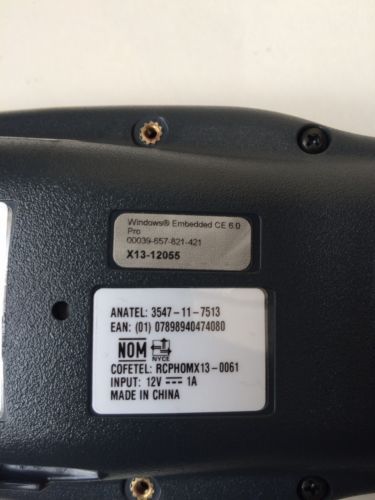 Windows® Embedded CE 6.0
Pro
00039-657-821-421
X13-12055
ANATEL: 3547-11-7513
EAN: (01) 07898940474080
NOM NYCE
COFETEL: RCPHOMX13-0061
INPUT: 12V ⎓ 1A
MADE IN CHINA